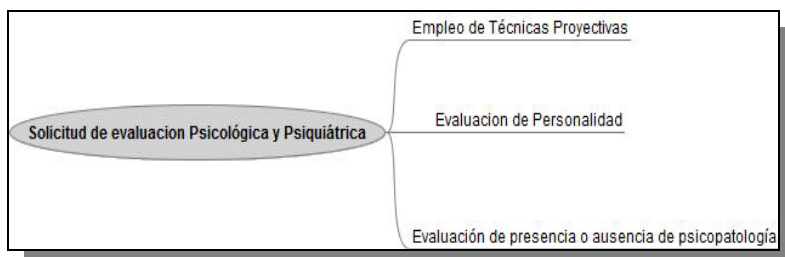 Empleo de Técnicas Proyectivas
Solicitud de evaluacion Psicológica y Psiquiátrica
Evaluacion de Personalidad
Evaluación de presencia o ausencia de psicopatología